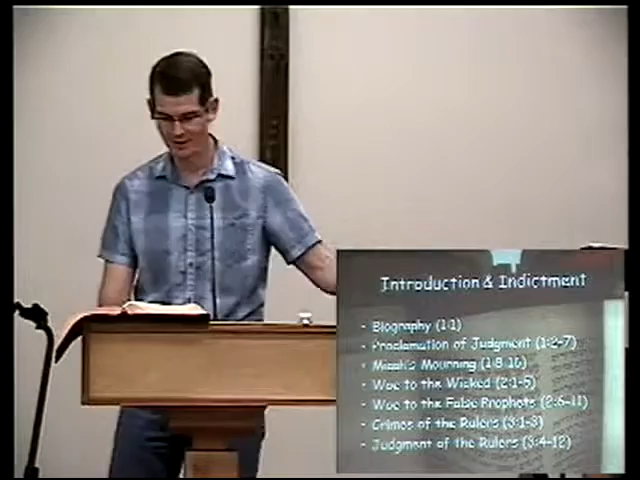 Introduction & Indictment
• Biography (1:1)
• Proclamation of Judgment (1:2-7)
• Micah's Mourning (1:8-16)
• Woe to the Wicked (2:1-5)
• Woe to the False Prophets (2:6-11)
• Crimes of the Rulers (3:1-3)
• Judgment of the Rulers (3:4-12)